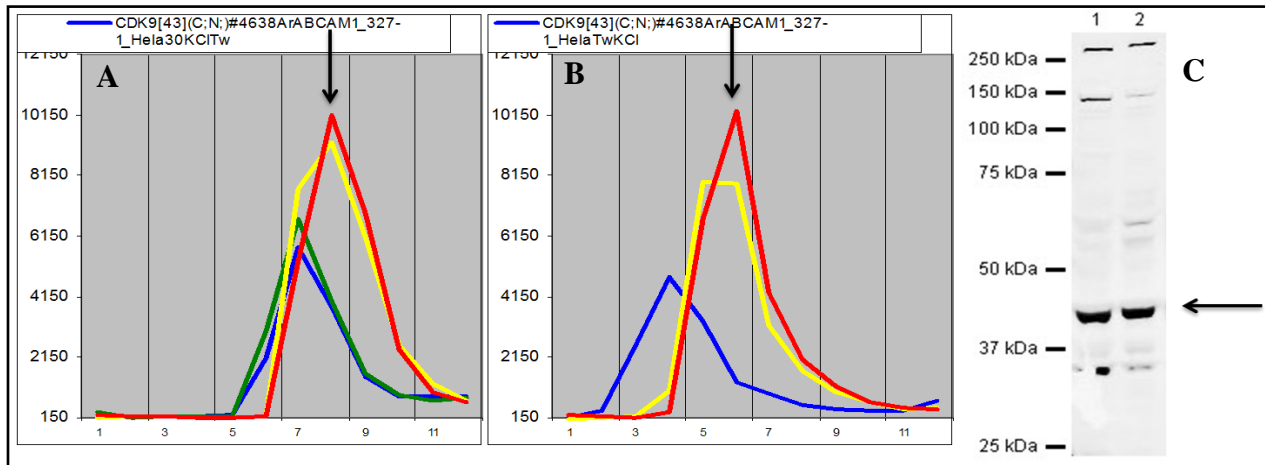 CDK9[43](C;N;)#4638ArABCAM1_327-
1_Hela30KClTw
12150
10150
8150
6150
4150
2150
150
1 3 5 7 9 11
A
CDK9[43](C;N;)#4638ArABCAM1_327-
1_HelaTwKCl
12150
10150
8150
6150
4150
2150
150
1 3 5 7 9 11
B
1 2
250 kDa
150 kDa
100 kDa
75 kDa
50 kDa
37 kDa
25 kDa
C